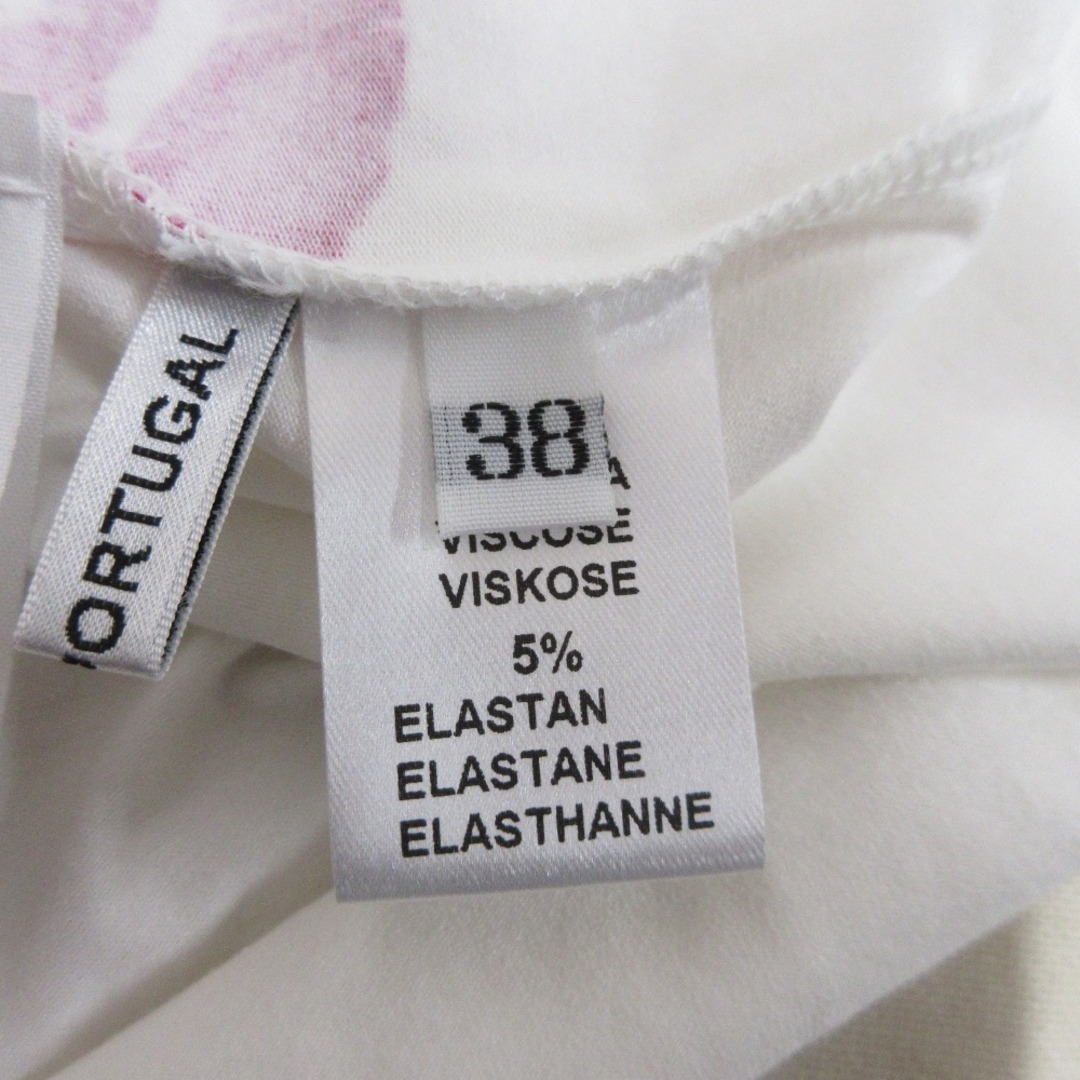 PORTUGAL
38
VISCOSE
VISKOSE
5%
ELASTAN
ELASTANE
ELASTHANNE